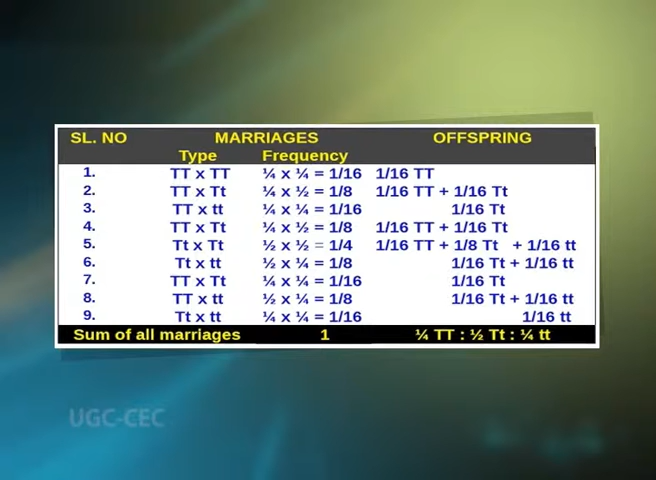 SL. NO MARRIAGES OFFSPRING
Type Frequency
1. TT x TT ¼ x ¼ = 1/16 1/16 TT
2. TT x Tt ¼ x ½ = 1/8 1/16 TT + 1/16 Tt
3. TT x tt ¼ x ¼ = 1/16 1/16 Tt
4. TT x Tt ¼ x ½ = 1/8 1/16 TT + 1/16 Tt
5. Tt x Tt ½ x ½ = 1/4 1/16 TT + 1/8 Tt + 1/16 tt
6. Tt x tt ½ x ¼ = 1/8 1/16 Tt + 1/16 tt
7. TT x Tt ¼ x ¼ = 1/16 1/16 Tt
8. TT x tt ½ x ¼ = 1/8 1/16 Tt + 1/16 tt
9. Tt x tt ¼ x ¼ = 1/16 1/16 tt
Sum of all marriages 1 ¼ TT : ½ Tt : ¼ tt
UGC-CEC